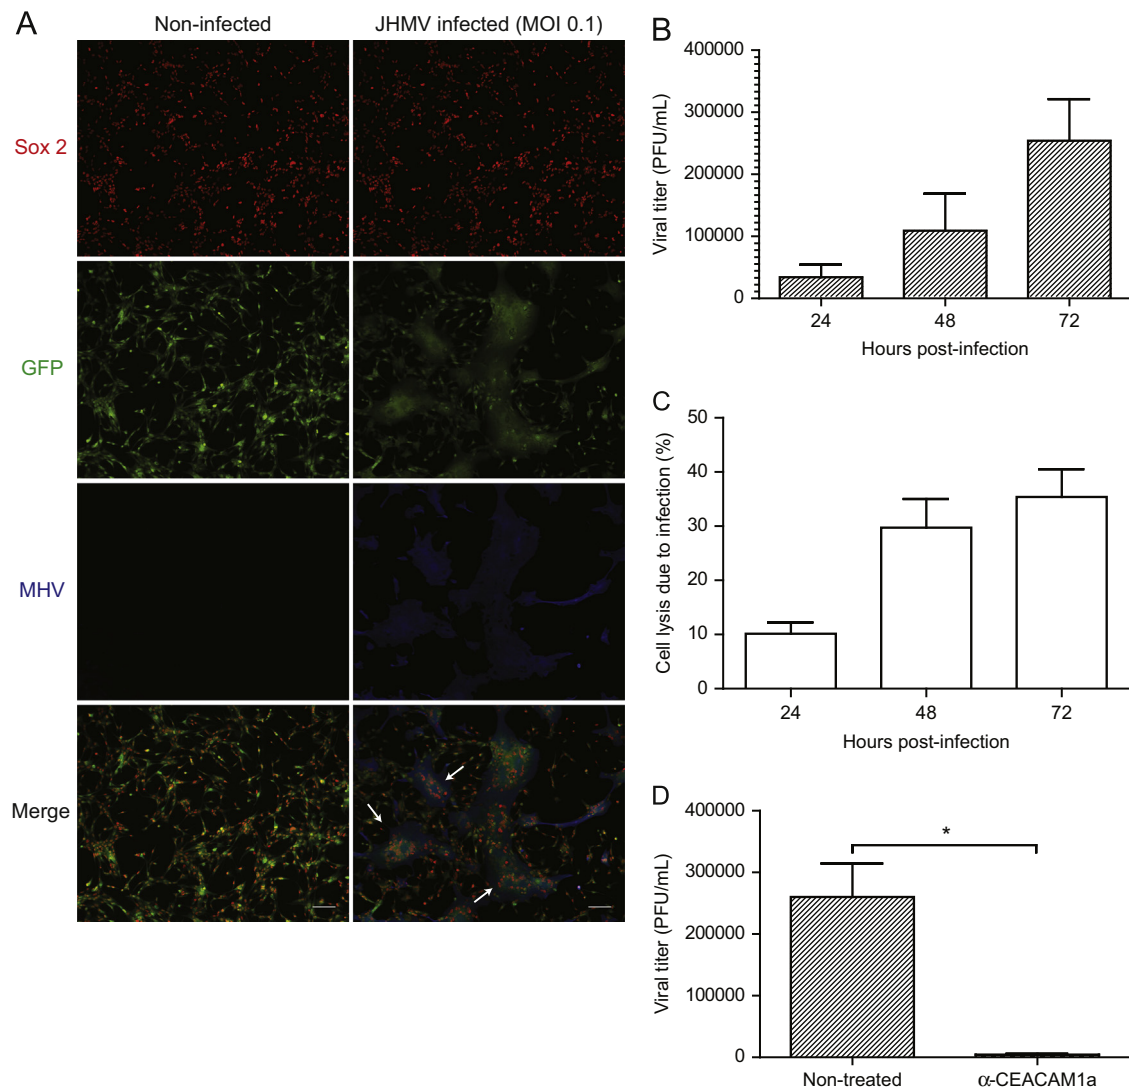 A
Non-infected
JHMV infected (MOI 0.1)
Sox 2
GFP
MHV
Merge
B
Viral titer (PFU/mL)
400000
300000
200000
100000
0
24
48
72
Hours post-infection
C
Cell lysis due to infection (%)
50
40
30
20
10
0
24
48
72
Hours post-infection
D
Viral titer (PFU/mL)
400000
300000
200000
100000
0
*
Non-treated
α-CEACAM1a